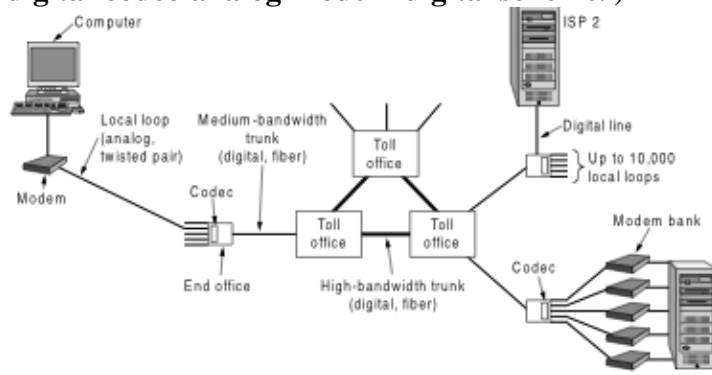 Computer
ISP 2
Local loop
(analog,
twisted pair)
Medium-bandwidth
trunk
(digital, fiber)
Toll
office
Digital line
Up to 10,000
local loops
Modem
Codec
Toll
office
Toll
office
Modem bank
End office
High-bandwidth trunk
(digital, fiber)
Codec